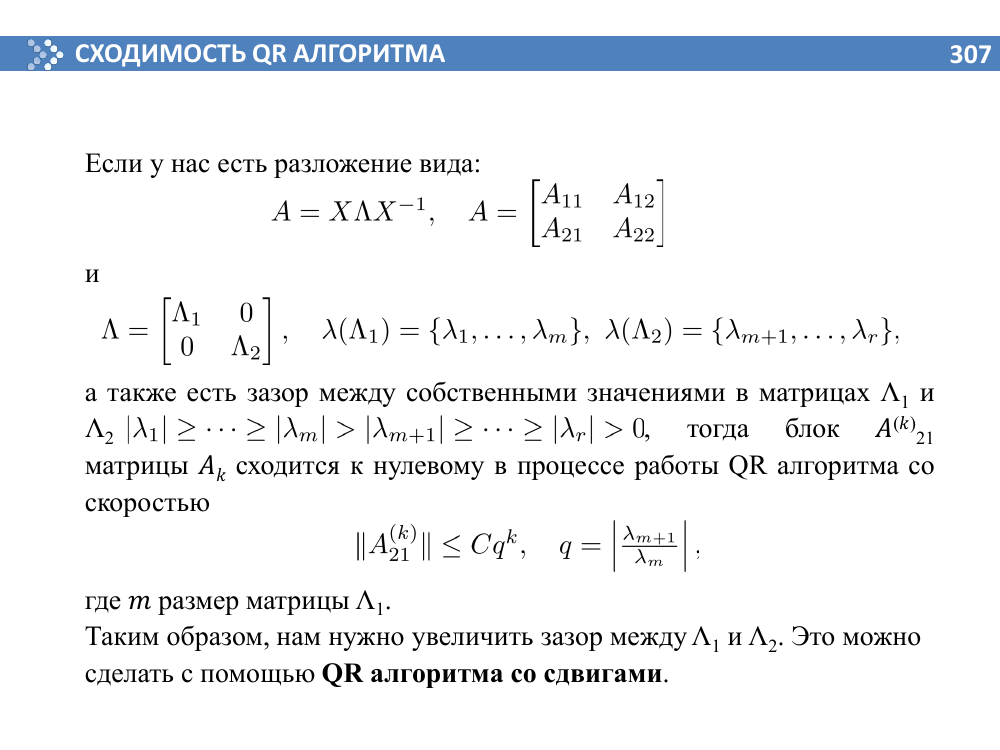 СХОДИМОСТЬ QR АЛГОРИТМА 307
Если у нас есть разложение вида:
$A = X\Lambda X^{-1}, \quad A = \begin{bmatrix} A_{11} & A_{12} \\ A_{21} & A_{22} \end{bmatrix}$
и
$\Lambda = \begin{bmatrix} \Lambda_1 & 0 \\ 0 & \Lambda_2 \end{bmatrix}, \quad \lambda(\Lambda_1) = \{\lambda_1, \ldots, \lambda_m\}, \ \lambda(\Lambda_2) = \{\lambda_{m+1}, \ldots, \lambda_r\},$
а также есть зазор между собственными значениями в матрицах $\Lambda_1$ и
$\Lambda_2$ $|\lambda_1| \geq \cdots \geq |\lambda_m| > |\lambda_{m+1}| \geq \cdots \geq |\lambda_r| > 0$, тогда блок $A^{(k)}{}_{21}$
матрицы $A_k$ сходится к нулевому в процессе работы QR алгоритма со
скоростью
$\|A_{21}^{(k)}\| \leq Cq^k, \quad q = \left| \frac{\lambda_{m+1}}{\lambda_m} \right|,$
где $m$ размер матрицы $\Lambda_1$.
Таким образом, нам нужно увеличить зазор между $\Lambda_1$ и $\Lambda_2$. Это можно
сделать с помощью QR алгоритма со сдвигами.